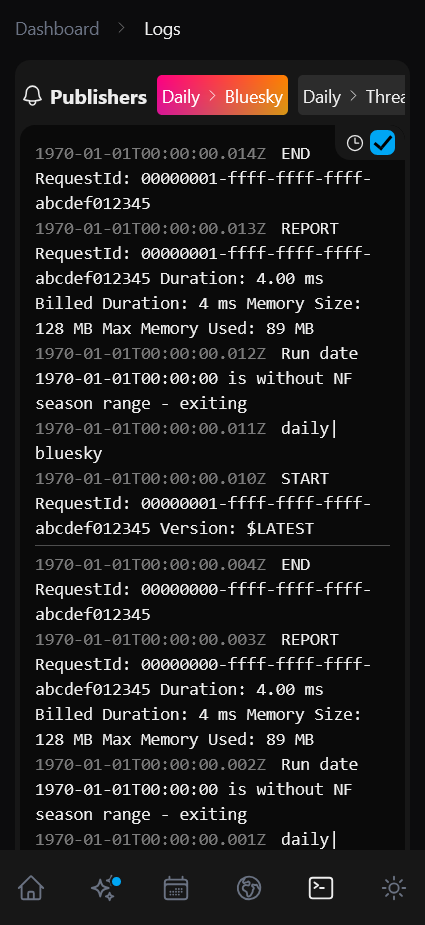 Dashboard > Logs
Publishers Daily > Bluesky Daily > Threa
1970-01-01T00:00:00.014Z END
RequestId: 00000001-ffff-ffff-ffff-
abcdef012345
1970-01-01T00:00:00.013Z REPORT
RequestId: 00000001-ffff-ffff-ffff-
abcdef012345 Duration: 4.00 ms
Billed Duration: 4 ms Memory Size:
128 MB Max Memory Used: 89 MB
1970-01-01T00:00:00.012Z Run date
1970-01-01T00:00:00 is without NF
season range - exiting
1970-01-01T00:00:00.011Z daily|
bluesky
1970-01-01T00:00:00.010Z START
RequestId: 00000001-ffff-ffff-ffff-
abcdef012345 Version: $LATEST
1970-01-01T00:00:00.004Z END
RequestId: 00000000-ffff-ffff-ffff-
abcdef012345
1970-01-01T00:00:00.003Z REPORT
RequestId: 00000000-ffff-ffff-ffff-
abcdef012345 Duration: 4.00 ms
Billed Duration: 4 ms Memory Size:
128 MB Max Memory Used: 89 MB
1970-01-01T00:00:00.002Z Run date
1970-01-01T00:00:00 is without NF
season range - exiting
1970-01-01T00:00:00.001Z daily|